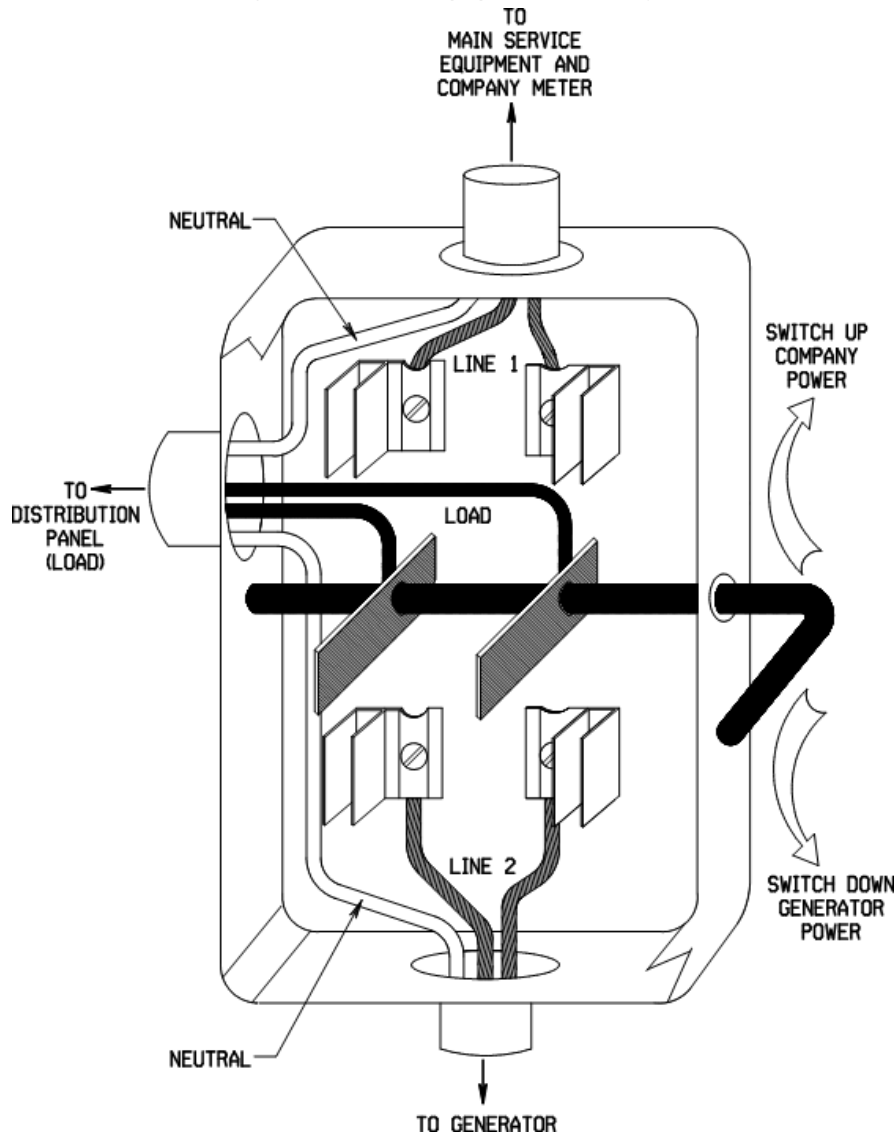 TO
MAIN SERVICE
EQUIPMENT AND
COMPANY METER
NEUTRAL
SWITCH UP
COMPANY
POWER
LINE 1
TO
DISTRIBUTION
PANEL
(LOAD)
LOAD
LINE 2
SWITCH DOWN
GENERATOR
POWER
NEUTRAL
TO GENERATOR